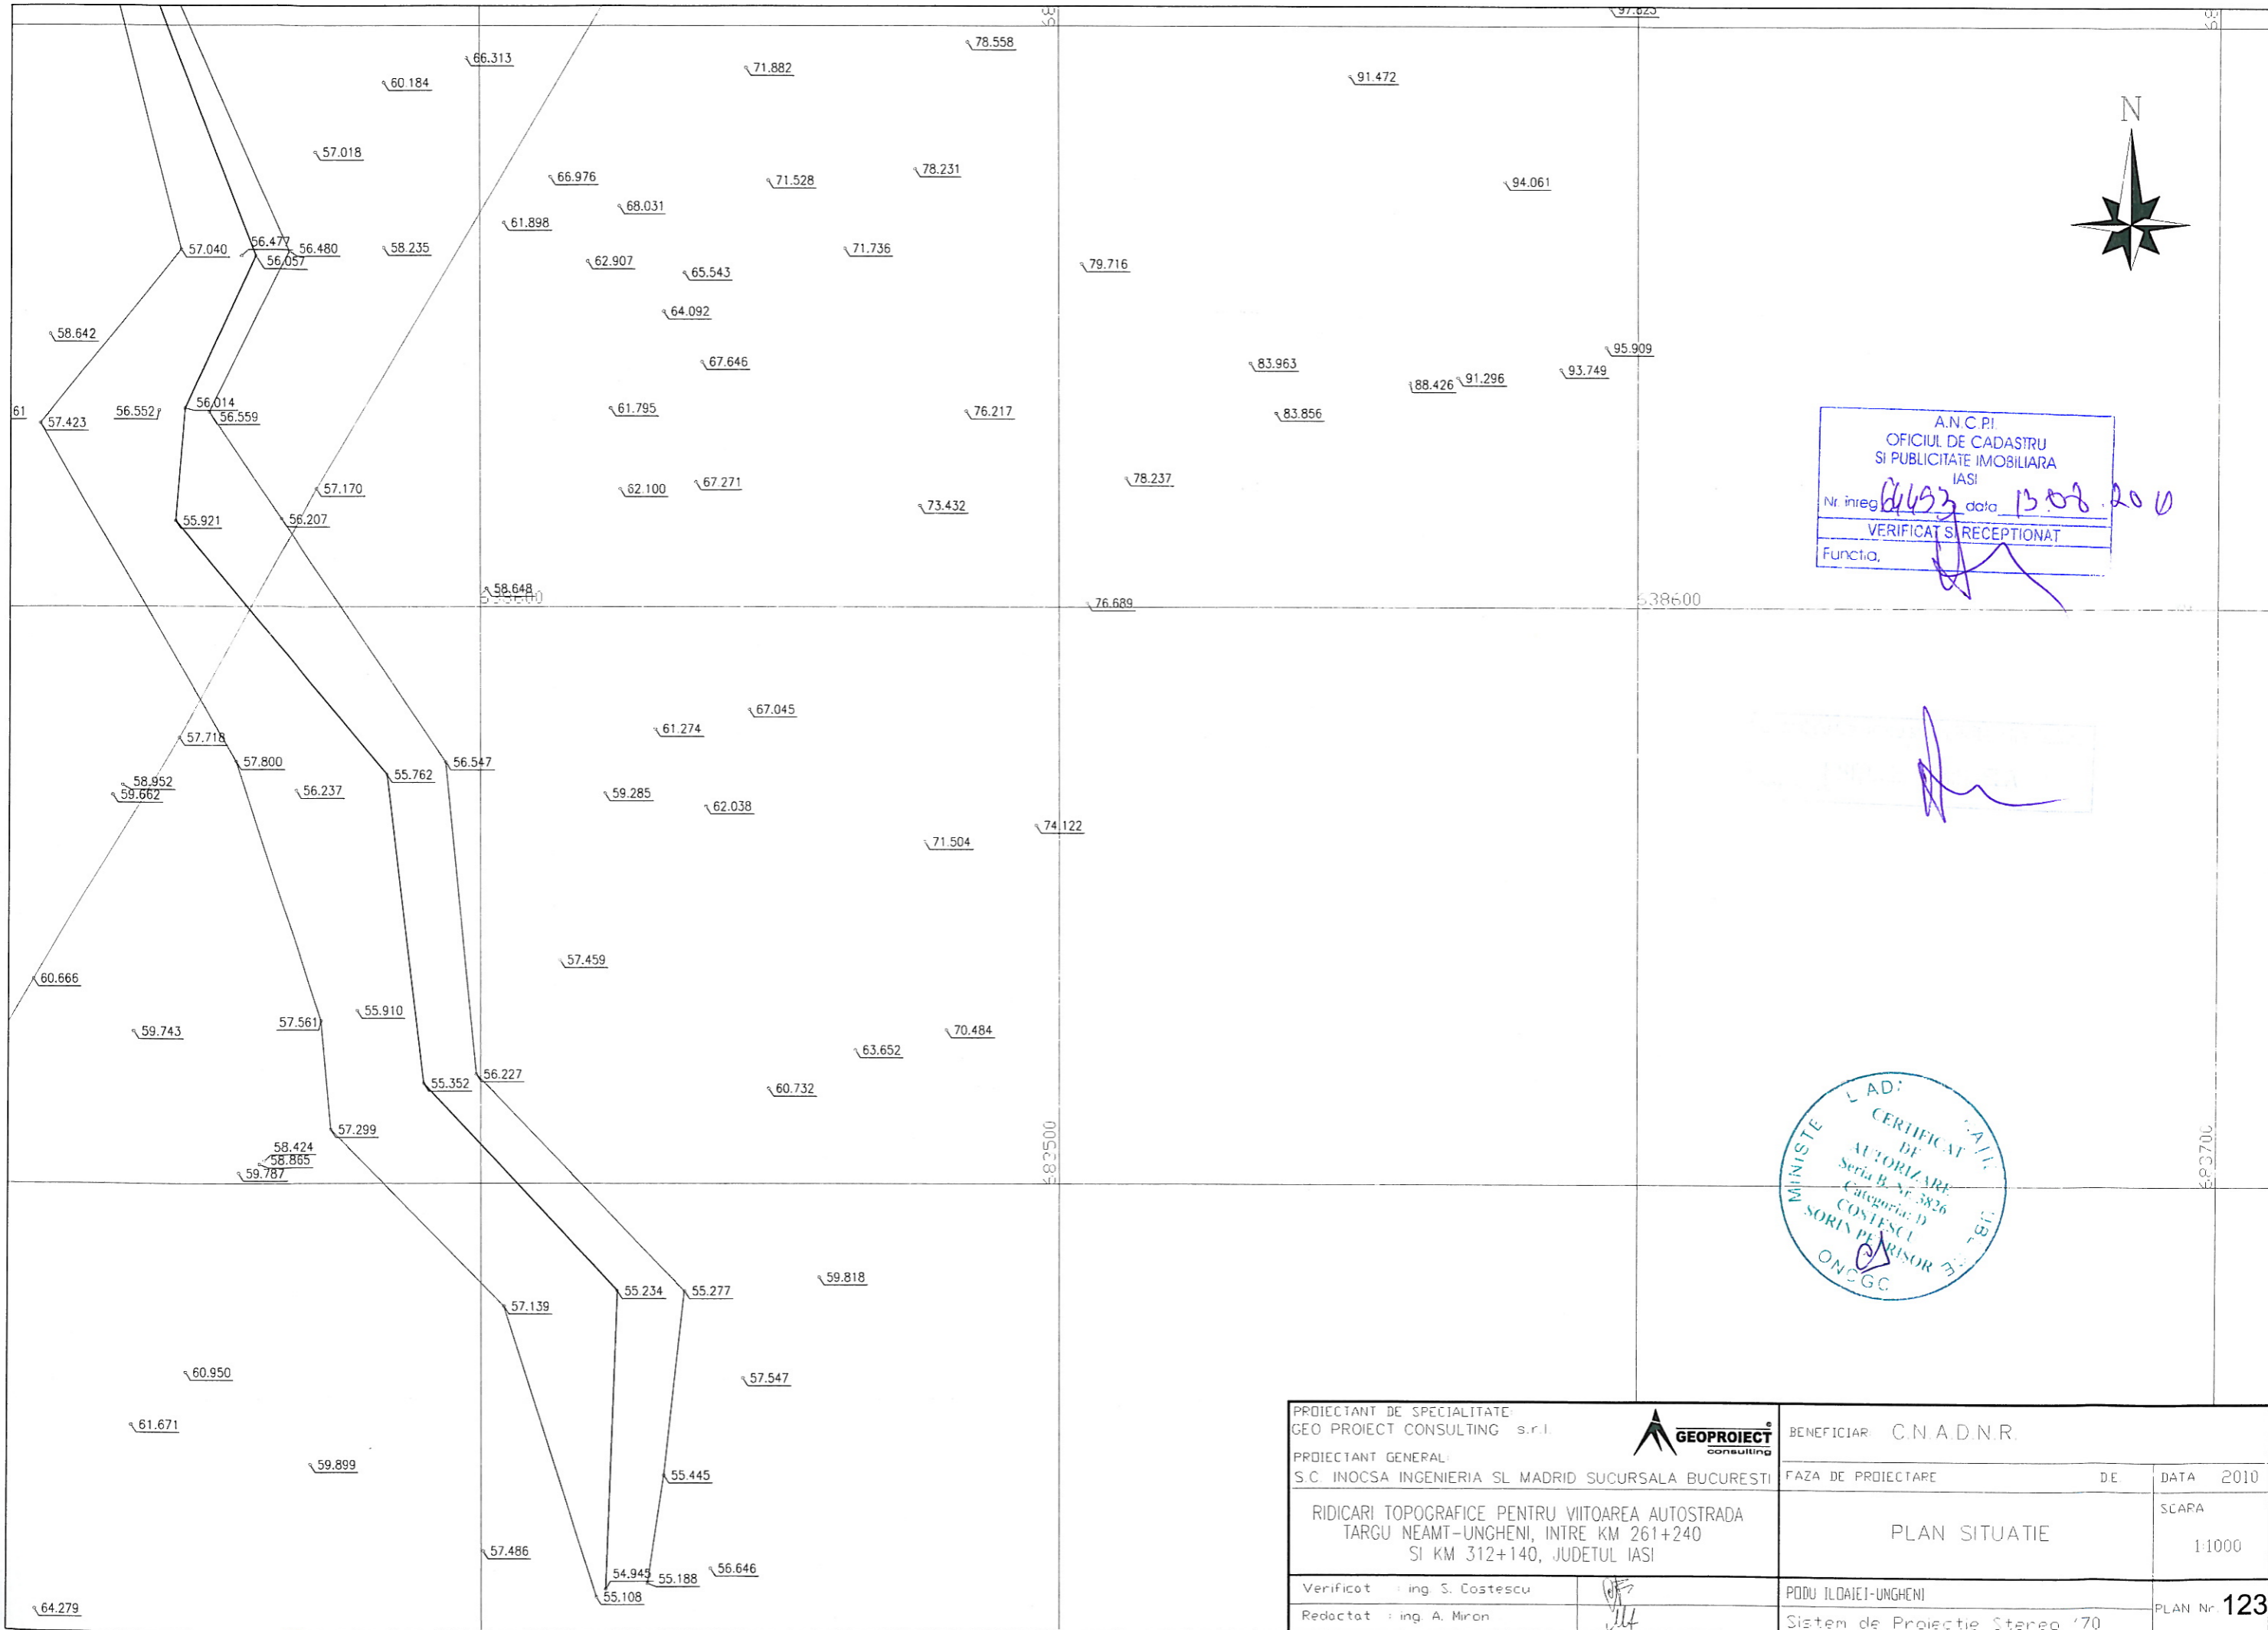 97.823
78.558
66.313
71.882
91.472
60.184
N
57.018
66.976
71.528
78.231
94.061
68.031
61.898
57.040
56.477
56.480
56.057
58.235
71.736
62.907
65.543
79.716
64.092
58.642
95.909
67.646
83.963
93.749
88.426
91.296
61
57.423
56.552
56.014
56.559
61.795
76.217
83.856
A.N.C.P.I.
OFICIUL DE CADASTRU
SI PUBLICITATE IMOBILIARA
IASI
Nr. inreg data 13.08.2010
VERIFICAT SI RECEPTIONAT
Functia,
57.170
62.100
67.271
78.237
73.432
55.921
56.207
58.648
76.689
638600
638600
67.045
61.274
57.718
57.800
55.762
56.547
58.952
59.662
56.237
59.285
62.038
74.122
71.504
57.459
60.666
55.910
57.561
59.743
70.484
63.652
55.352
56.227
60.732
57.299
58.424
58.865
59.787
683500
683700
MINISTE
CERTIFICAT
DE
AUTORIZARE
Seria B, Nr. 3826
Categoria: D
COSTESCU
SORIN PETRISOR
ONCGC
57.139
55.234
55.277
59.818
60.950
57.547
61.671
59.899
55.445
57.486
54.945
55.188
56.646
55.108
64.279
PROIECTANT DE SPECIALITATE:
GEO PROIECT CONSULTING s.r.l.
GEOPROIECT
consulting
PROIECTANT GENERAL:
S.C. INOCSA INGENIERIA SL MADRID SUCURSALA BUCURESTI
BENEFICIAR: C.N.A.D.N.R.
FAZA DE PROIECTARE DE
DATA 2010
RIDICARI TOPOGRAFICE PENTRU VIITOAREA AUTOSTRADA
TARGU NEAMT-UNGHENI, INTRE KM 261+240
SI KM 312+140, JUDETUL IASI
PLAN SITUATIE
SCARA
1:1000
Verificat : ing. S. Costescu
Redactat : ing. A. Miron
PODU ILOAIEI-UNGHENI
Sistem de Proiectie Stereo '70
PLAN Nr. 123